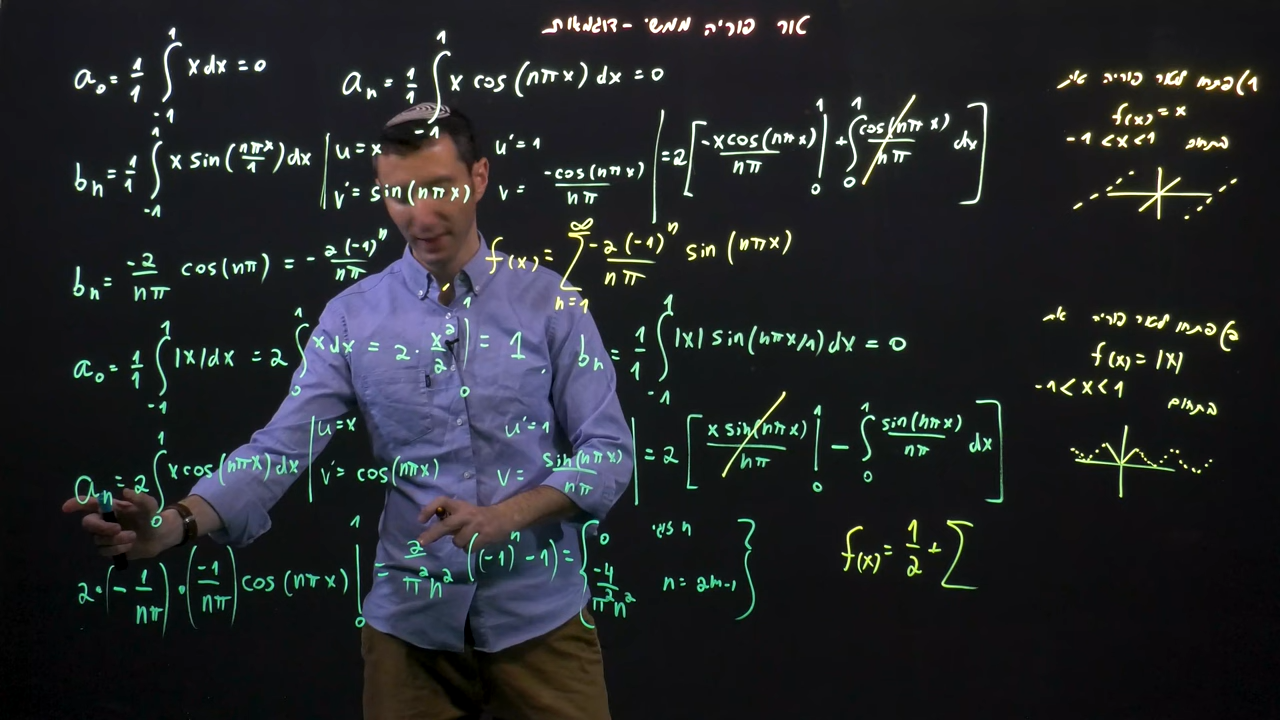 טור פוריה ממשי - דוגמאות
a₀ = 1/1 ∫₋₁¹ x dx = 0
aₙ = 1/1 ∫₋₁¹ x cos(nπx) dx = 0
bₙ = 1/1 ∫₋₁¹ x sin(nπx/1) dx | u = x u' = 1 v' = sin(nπx) v = -cos(nπx)/nπ | = 2[ -x cos(nπx)/nπ |₀¹ + ∫₀¹ cos(nπx)/nπ dx ]
bₙ = -2/nπ cos(nπ) = - 2(-1)ⁿ/nπ
f(x) = ∑ₙ₌₁^∞ -2(-1)ⁿ/nπ sin(nπx)
a₀ = 1/1 ∫₋₁¹ |x| dx = 2 ∫₀¹ x dx = 2 · x²/2 |₀¹ = 1
bₙ = 1/1 ∫₋₁¹ |x| sin(nπx/1) dx = 0
aₙ = 2 ∫₀¹ x cos(nπx) dx | u = x u' = 1 v' = cos(nπx) v = sin(nπx)/nπ | = 2[ x sin(nπx)/nπ |₀¹ - ∫₀¹ sin(nπx)/nπ dx ]
2·(-1/nπ)·(-1/nπ) cos(nπx) |₀¹ = 2/π²n² ((-1)ⁿ - 1) = { 0 n זוגי
-4/π²n² n = 2m-1 }
f(x) = 1/2 + ∑
1) פתחו לטור פוריה את
f(x) = x
בתחום -1 < x < 1
2) פתחו לטור פוריה את
f(x) = |x|
-1 < x < 1
בתחום